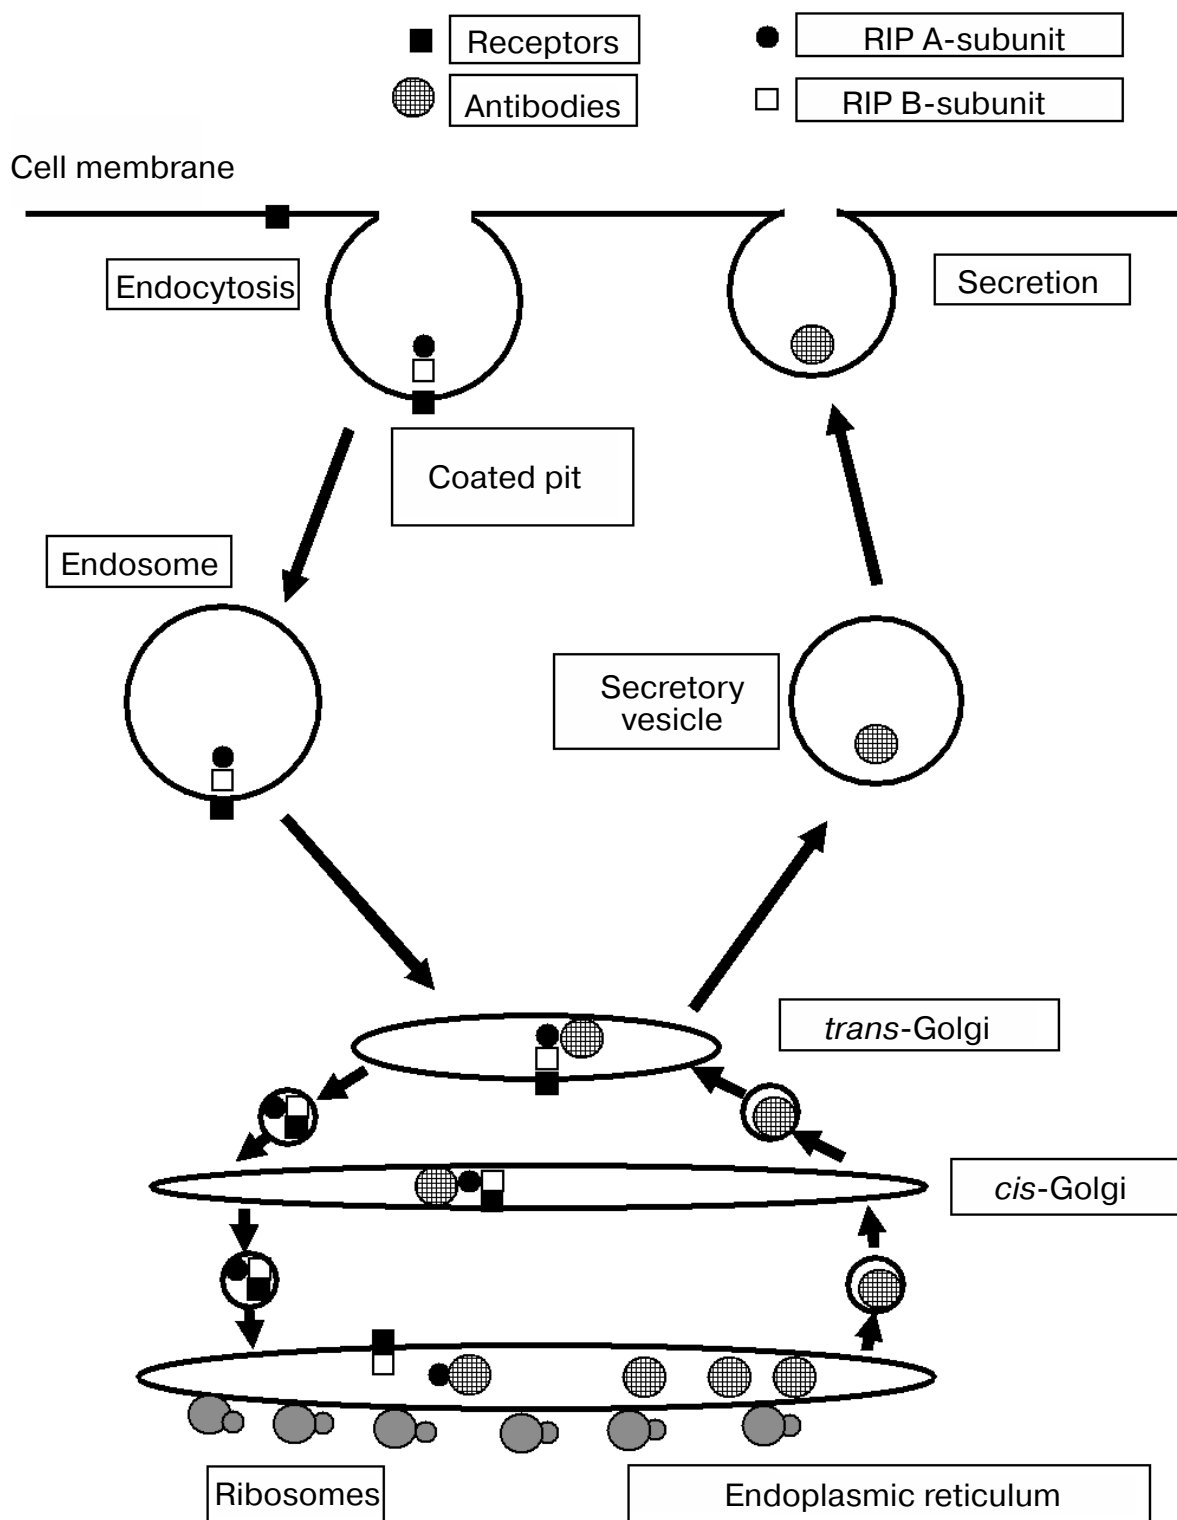 Receptors
RIP A-subunit
Antibodies
RIP B-subunit
Cell membrane
Endocytosis
Secretion
Coated pit
Endosome
Secretory
vesicle
trans-Golgi
cis-Golgi
Ribosomes
Endoplasmic reticulum